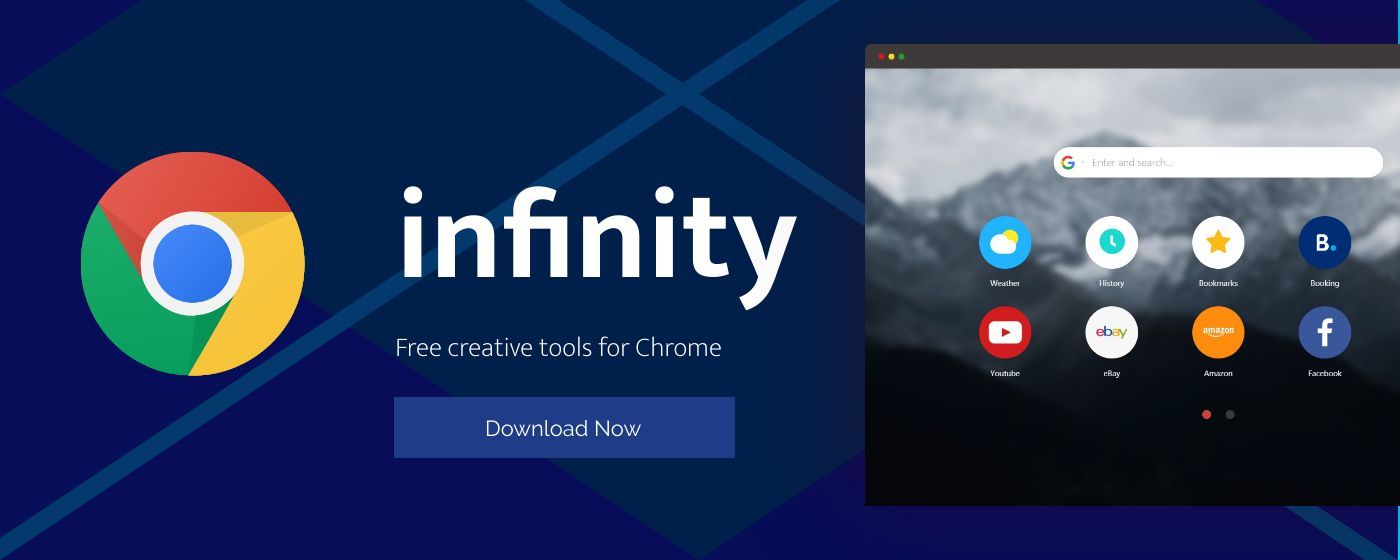 infinity
Free creative tools for Chrome
Download Now
Enter and search...
Weather
History
Bookmarks
B.
Booking
ebay
amazon
Youtube
eBay
Amazon
Facebook